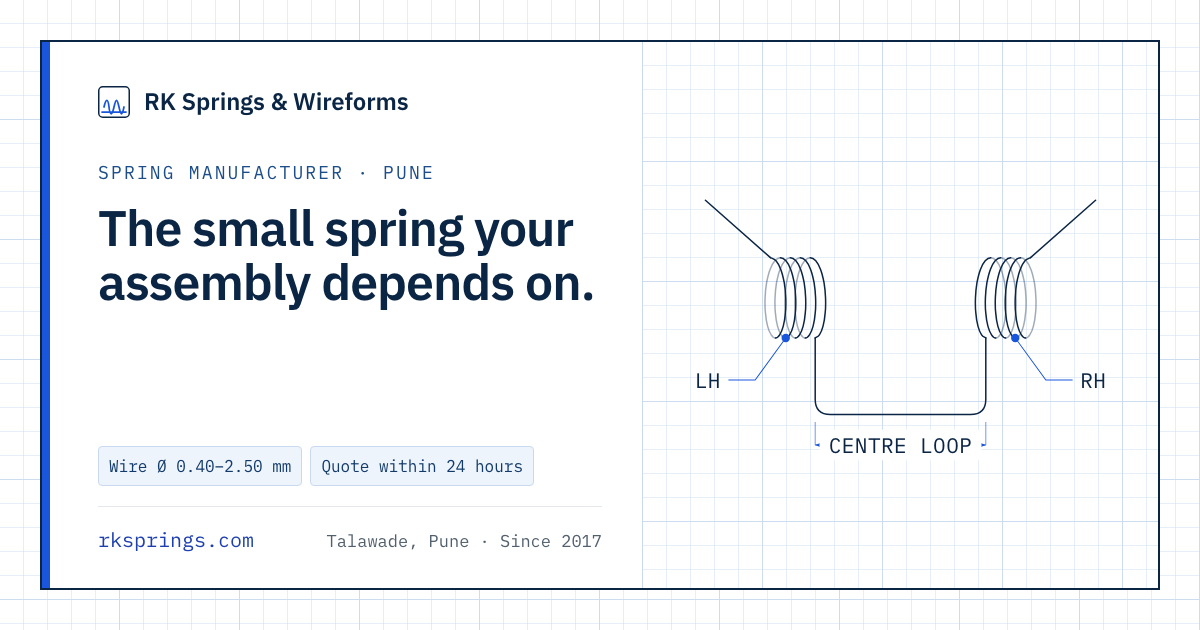 RK Springs & Wireforms
SPRING MANUFACTURER · PUNE
The small spring your
assembly depends on.
Wire Ø 0.40–2.50 mm
Quote within 24 hours
rksprings.com
Talawade, Pune · Since 2017
LH
RH
CENTRE LOOP